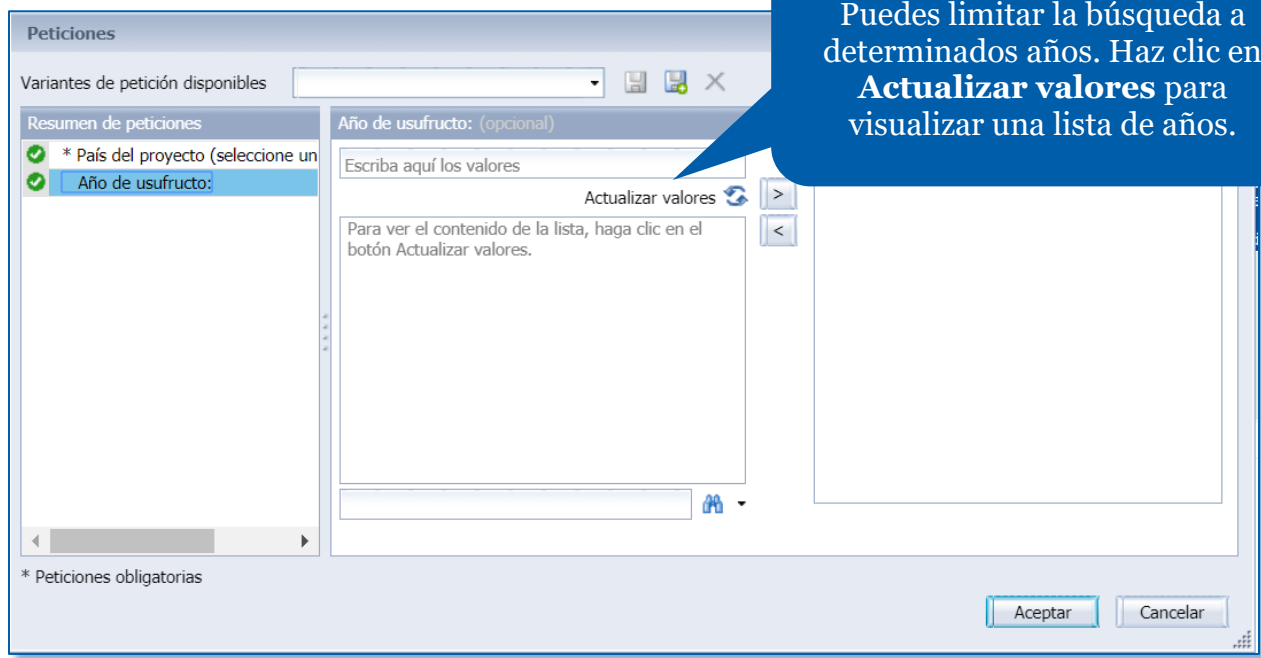 Puedes limitar la búsqueda a
determinados años. Haz clic en
Actualizar valores para
visualizar una lista de años.
Peticiones
Variantes de petición disponibles
Resumen de peticiones
* País del proyecto (seleccione un
Año de usufructo:
Año de usufructo: (opcional)
Escriba aquí los valores
Actualizar valores
>
<
Para ver el contenido de la lista, haga clic en el
botón Actualizar valores.
* Peticiones obligatorias
Aceptar
Cancelar